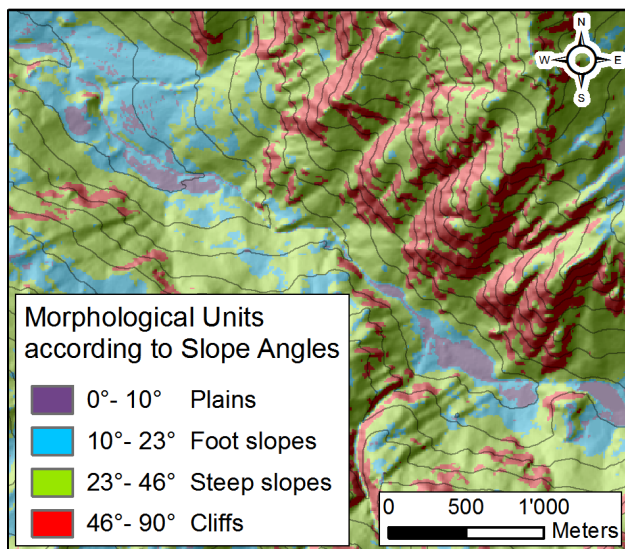 N
W E
S
Morphological Units
according to Slope Angles
0°- 10° Plains
10°- 23° Foot slopes
23°- 46° Steep slopes
46°- 90° Cliffs
0 500 1'000
Meters